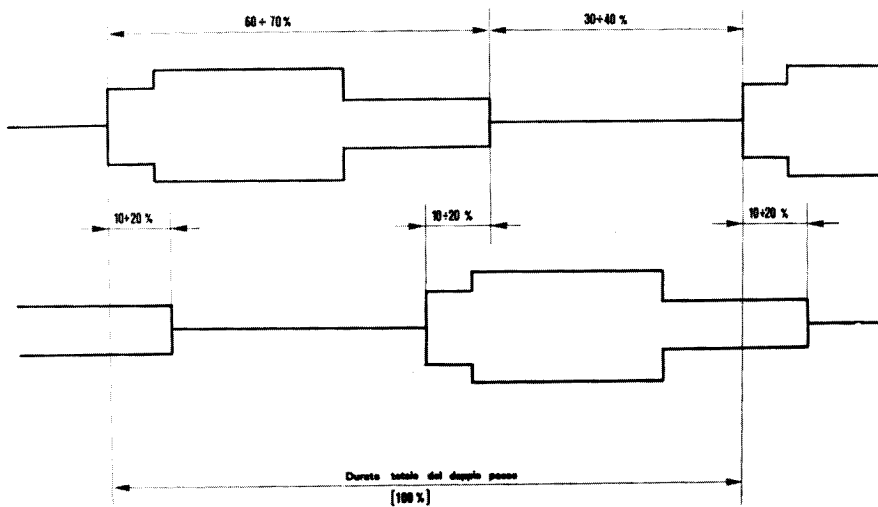 60 ÷ 70 %
30÷40 %
10÷20 %
10÷20 %
10÷20 %
Durata totale del doppio passo
[100 %]